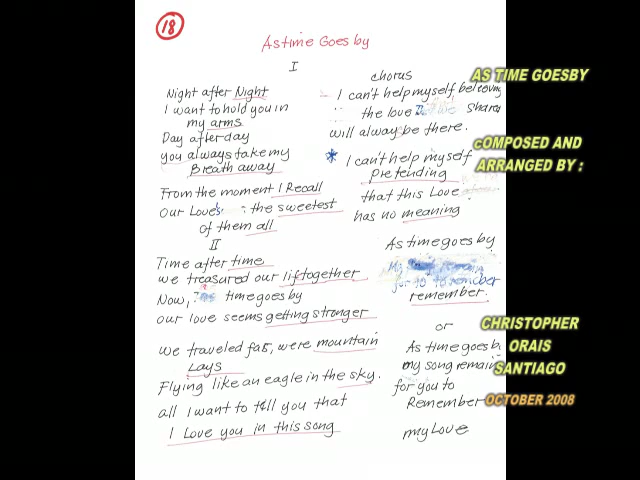 18
As time Goes by
I
Night after Night
I want to hold you in
my arms
Day after day
you always take my
Breath away
From the moment I Recall
Our Love's the sweetest
of them all
II
Time after time
we treasured our liftogether
Now, time goes by
our love seems getting stronger
we traveled far, were mountain
Lays
Flying like an eagle in the sky.
all I want to tell you that
I Love you in this song
chorus
I can't help myself
the love
will alway be there.
* I can't help myself
Pretending
that this Love
has no meaning
As time goes by
My
for to remember
remember.
or
As time goes b
my song remain
for you to
Remember
my Love
AS TIME GOESBY
cOMPOSED AND
ARRANGED BY :
CHRISTOPHER
ORAIS
SANTIAGO
OCTOBER 2008